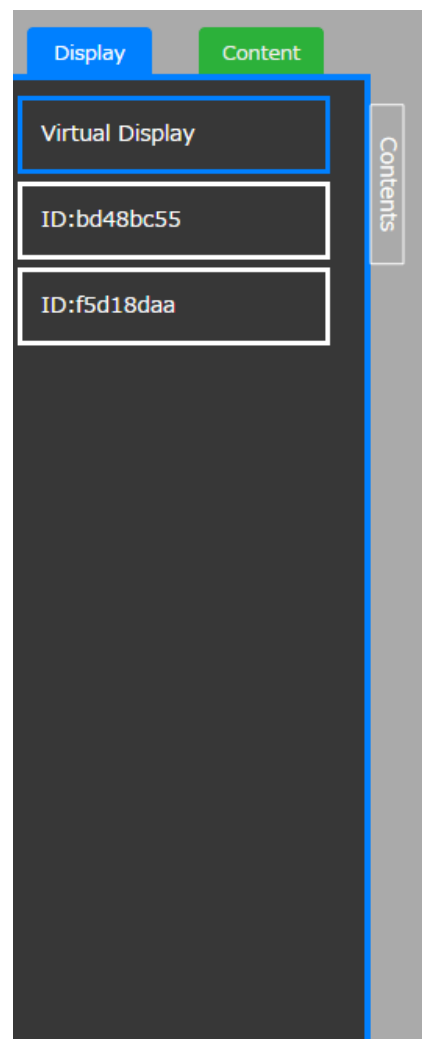 Display
Content
Virtual Display
Contents
ID:bd48bc55
ID:f5d18daa